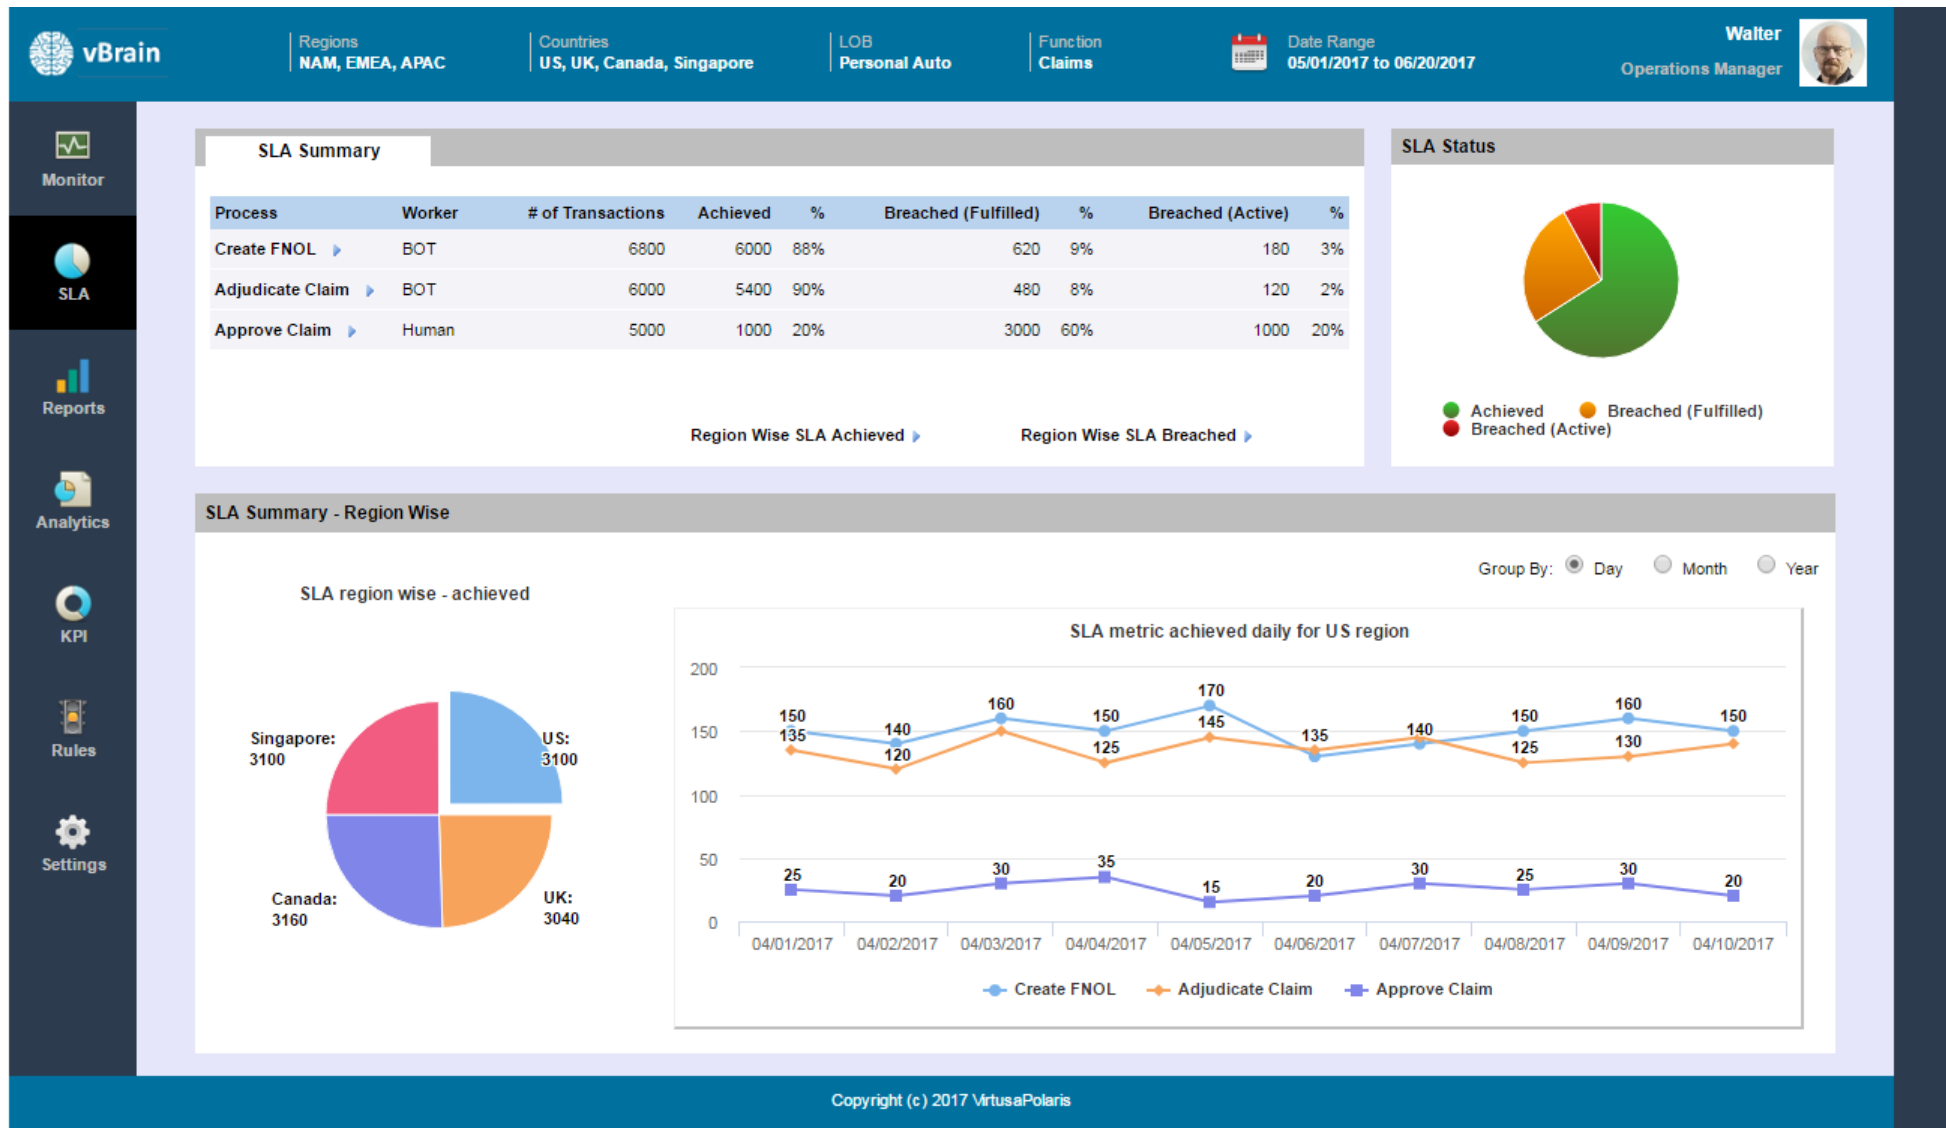 vBrain
Regions
NAM, EMEA, APAC
Countries
US, UK, Canada, Singapore
LOB
Personal Auto
Function
Claims
Date Range
05/01/2017 to 06/20/2017
Walter
Operations Manager
Monitor
SLA
Reports
Analytics
KPI
Rules
Settings
SLA Summary
Process Worker # of Transactions Achieved % Breached (Fulfilled) % Breached (Active) %
Create FNOL BOT 6800 6000 88% 620 9% 180 3%
Adjudicate Claim BOT 6000 5400 90% 480 8% 120 2%
Approve Claim Human 5000 1000 20% 3000 60% 1000 20%
Region Wise SLA Achieved Region Wise SLA Breached
SLA Status
Achieved Breached (Fulfilled)
Breached (Active)
SLA Summary - Region Wise
Group By: Day Month Year
SLA region wise - achieved
Singapore:
3100
US:
3100
Canada:
3160
UK:
3040
SLA metric achieved daily for US region
200
150
100
50
0
150 140 160 150 170 150 160 150
135 120 125 145 135 140 125 130
25 20 30 35 15 20 30 25 30 20
04/01/2017 04/02/2017 04/03/2017 04/04/2017 04/05/2017 04/06/2017 04/07/2017 04/08/2017 04/09/2017 04/10/2017
Create FNOL Adjudicate Claim Approve Claim
Copyright (c) 2017 VirtusaPolaris